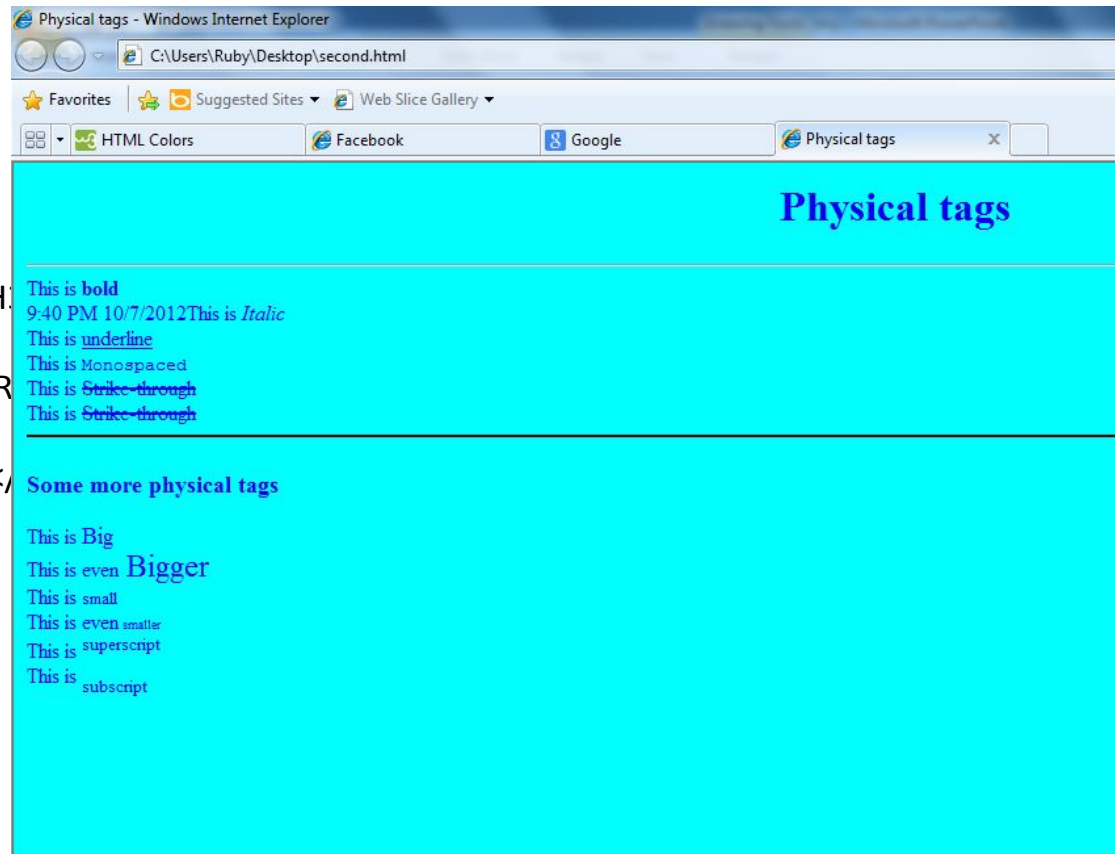 Physical tags - Windows Internet Explorer
C:\Users\Ruby\Desktop\second.html
Favorites Suggested Sites Web Slice Gallery
HTML Colors Facebook Google Physical tags x
Physical tags
This is bold
9:40 PM 10/7/2012This is Italic
This is underline
This is Monospaced
R
This is Strike-through
This is Strike-through
Some more physical tags
This is Big
This is even Bigger
This is small
This is even smaller
This is superscript
This is subscript